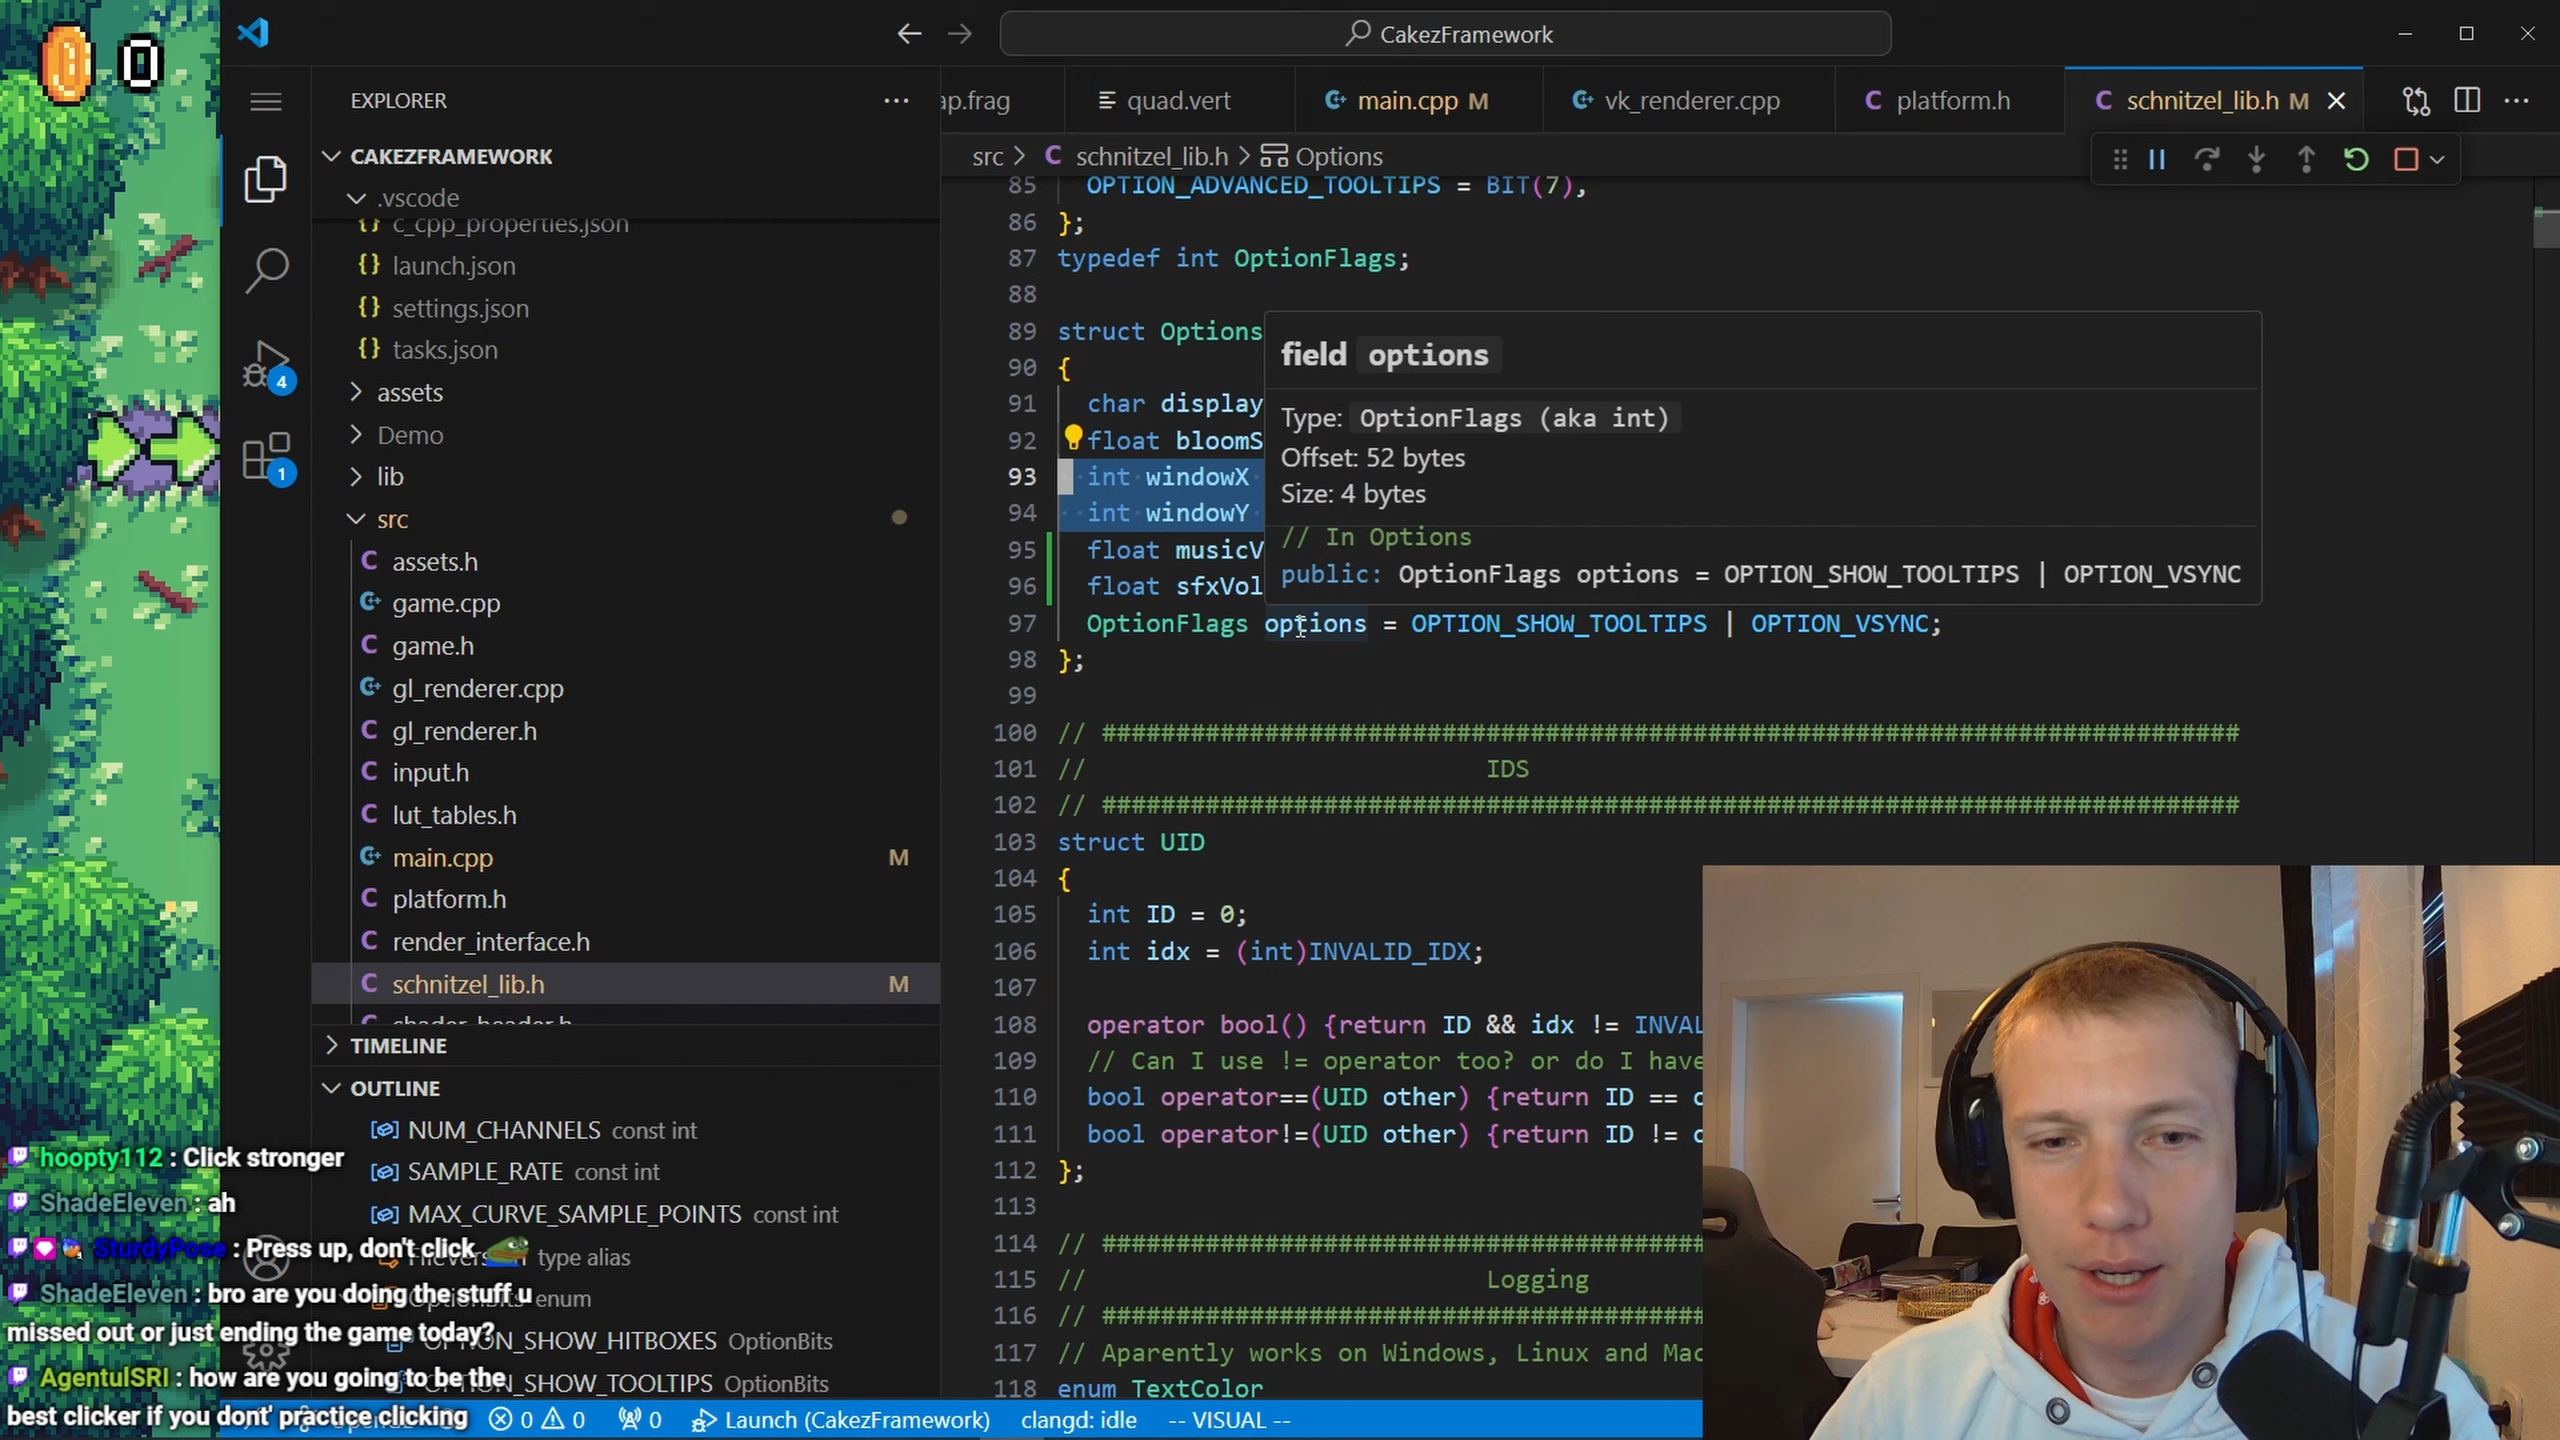 0
CakezFramework
EXPLORER
CAKEZFRAMEWORK
.vscode
c_cpp_properties.json
launch.json
settings.json
tasks.json
assets
Demo
lib
src
assets.h
game.cpp
game.h
gl_renderer.cpp
gl_renderer.h
input.h
lut_tables.h
main.cpp M
platform.h
render_interface.h
schnitzel_lib.h M
4
1
TIMELINE
OUTLINE
NUM_CHANNELS const int
SAMPLE_RATE const int
MAX_CURVE_SAMPLE_POINTS const int
type alias
enum
OPTION_SHOW_HITBOXES OptionBits
OPTION_SHOW_TOOLTIPS OptionBits
hoopty112 : Click stronger
ShadeEleven : ah
SturdyPose : Press up, don't click
ShadeEleven : bro are you doing the stuff u
missed out or just ending the game today?
AgentulSRI : how are you going to be the
best clicker if you dont' practice clicking
ap.frag quad.vert main.cpp M vk_renderer.cpp platform.h schnitzel_lib.h M
src > C schnitzel_lib.h > Options
85 OPTION_ADVANCED_TOOLTIPS = BIT(7),
86 };
87 typedef int OptionFlags;
88
89 struct Options
90 {
91 char display
92 float bloomS
93 int windowX
94 int windowY
95 float musicV
96 float sfxVol
97 OptionFlags options = OPTION_SHOW_TOOLTIPS | OPTION_VSYNC;
98 };
99
field options
Type: OptionFlags (aka int)
Offset: 52 bytes
Size: 4 bytes
// In Options
public: OptionFlags options = OPTION_SHOW_TOOLTIPS | OPTION_VSYNC
100 // ##############################################################################
101 // IDS
102 // ##############################################################################
103 struct UID
104 {
105 int ID = 0;
106 int idx = (int)INVALID_IDX;
107
108 operator bool() {return ID && idx != INVAL
109 // Can I use != operator too? or do I have
110 bool operator==(UID other) {return ID == o
111 bool operator!=(UID other) {return ID != o
112 };
113
114 // #########################################
115 // Logging
116 // #########################################
117 // Aparently works on Windows, Linux and Mac
118 enum TextColor
0 0 0 Launch (CakezFramework) clangd: idle -- VISUAL --